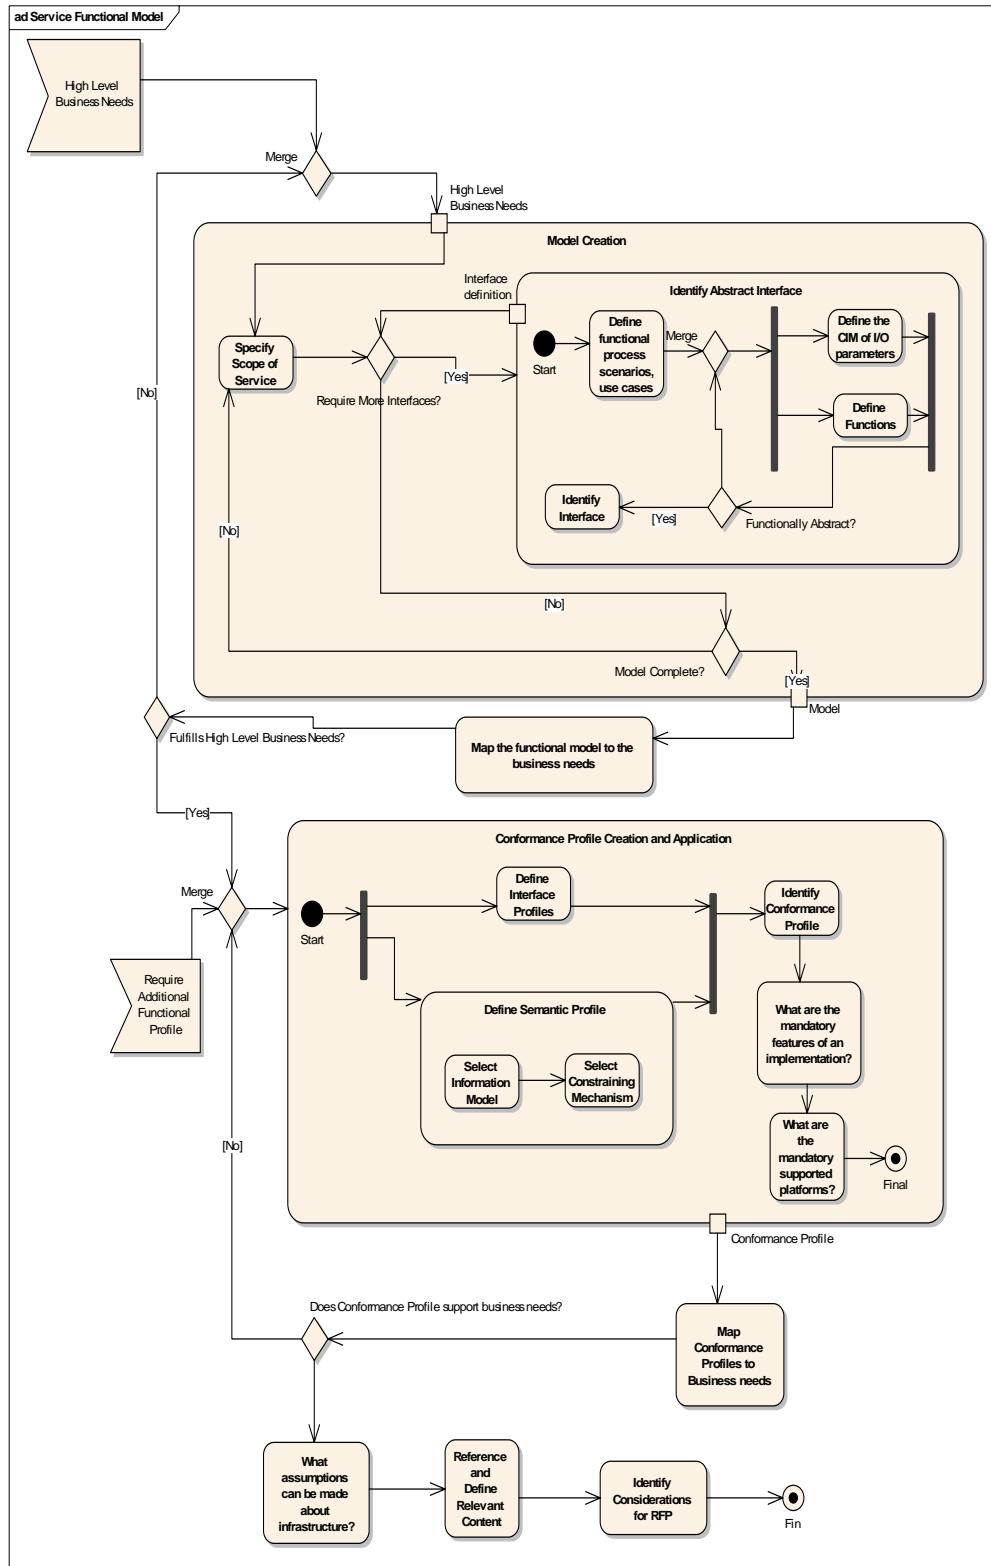 ad Service Functional Model
High Level
Business Needs
Merge
High Level
Business Needs
Model Creation
Interface
definition
Identify Abstract Interface
Start
Define
functional
process
scenarios,
use cases
Merge
Define the
CIM of I/O
parameters
Define
Functions
Specify
Scope of
Service
[Yes]
Require More Interfaces?
[No]
Identify
Interface
[Yes]
Functionally Abstract?
[No]
[No]
Model Complete?
[Yes]
Model
Fulfills High Level Business Needs?
Map the functional model to the
business needs
[Yes]
Conformance Profile Creation and Application
Merge
Start
Define
Interface
Profiles
Identify
Conformance
Profile
Require
Additional
Functional
Profile
Define Semantic Profile
Select
Information
Model
Select
Constraining
Mechanism
What are the
mandatory
features of an
implementation?
What are
the
mandatory
supported
platforms?
Final
[No]
Conformance Profile
Does Conformance Profile support business needs?
Map
Conformance
Profiles to
Business needs
What
assumptions
can be made
about
infrastructure?
Reference
and
Define
Relevant
Content
Identify
Considerations
for RFP
Fin